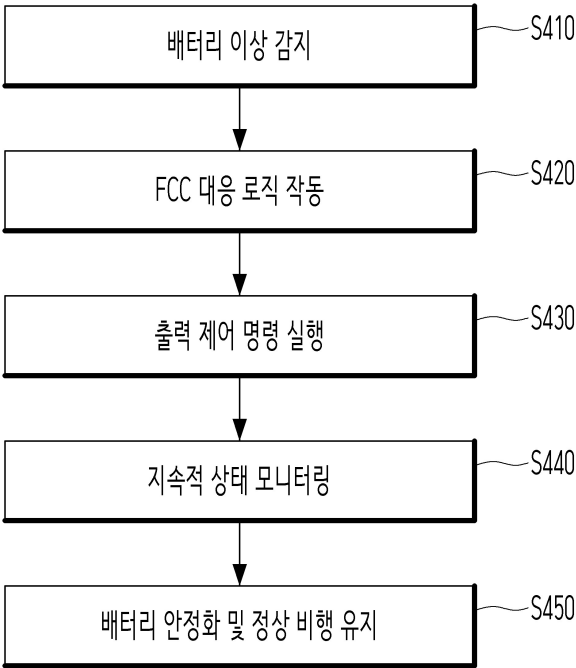 배터리 이상 감지
S410
FCC 대응 로직 작동
S420
출력 제어 명령 실행
S430
지속적 상태 모니터링
S440
배터리 안정화 및 정상 비행 유지
S450